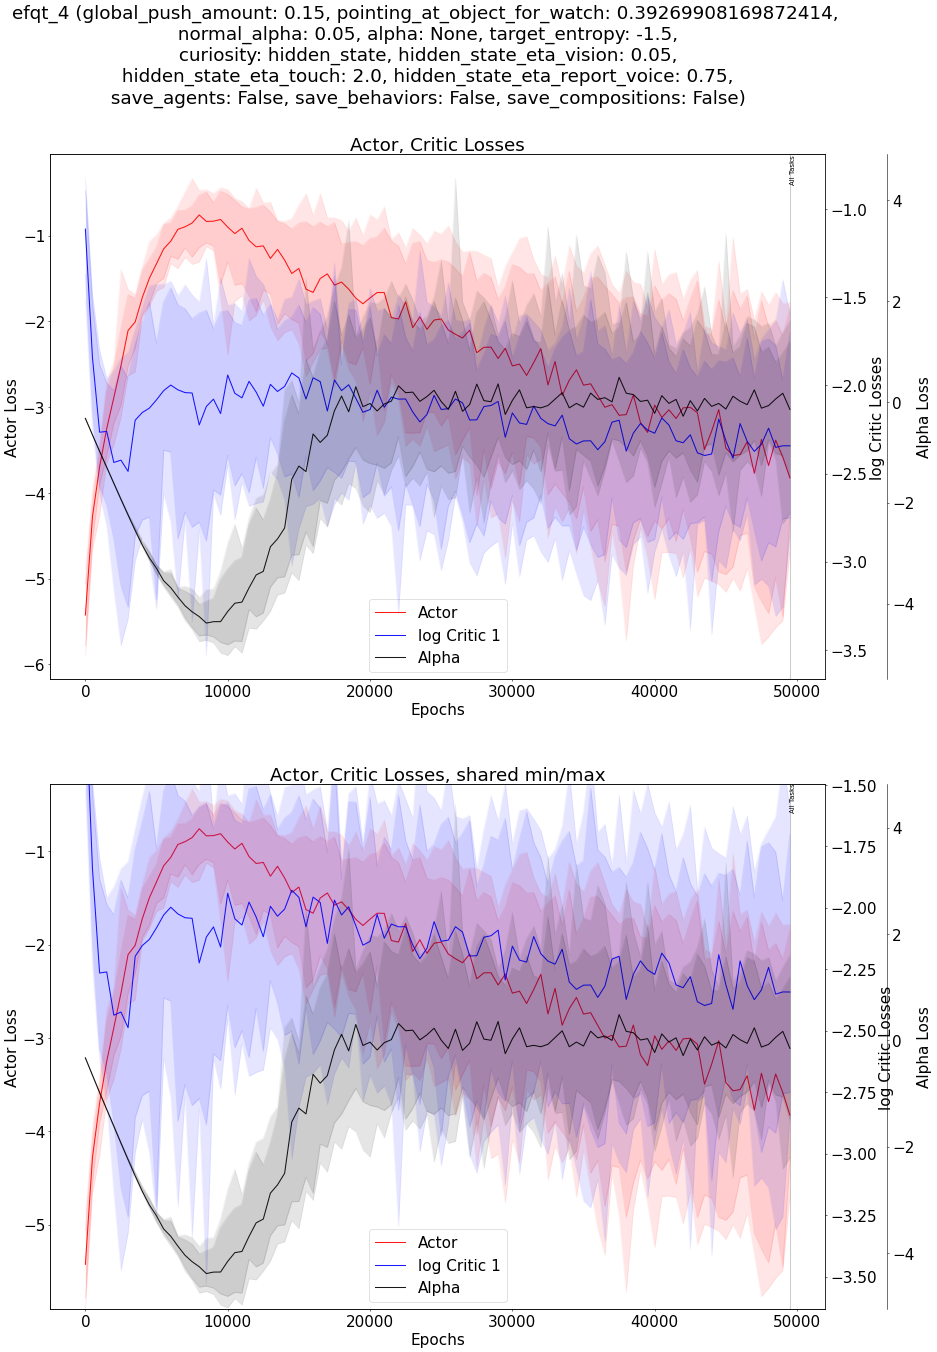 efqt_4 (global_push_amount: 0.15, pointing_at_object_for_watch: 0.39269908169872414,
normal_alpha: 0.05, alpha: None, target_entropy: -1.5,
curiosity: hidden_state, hidden_state_eta_vision: 0.05,
hidden_state_eta_touch: 2.0, hidden_state_eta_report_voice: 0.75,
save_agents: False, save_behaviors: False, save_compositions: False)
Actor, Critic Losses
All Tasks
−1
−2
−3
−4
−5
−6
Actor Loss
−1.0
−1.5
−2.0
−2.5
−3.0
−3.5
log Critic Losses
4
2
0
−2
−4
Alpha Loss
Actor
log Critic 1
Alpha
0
10000
20000
30000
40000
50000
Epochs
Actor, Critic Losses, shared min/max
All Tasks
−1
−2
−3
−4
−5
Actor Loss
−1.50
−1.75
−2.00
−2.25
−2.50
−2.75
−3.00
−3.25
−3.50
log Critic Losses
4
2
0
−2
−4
Alpha Loss
Actor
log Critic 1
Alpha
0
10000
20000
30000
40000
50000
Epochs